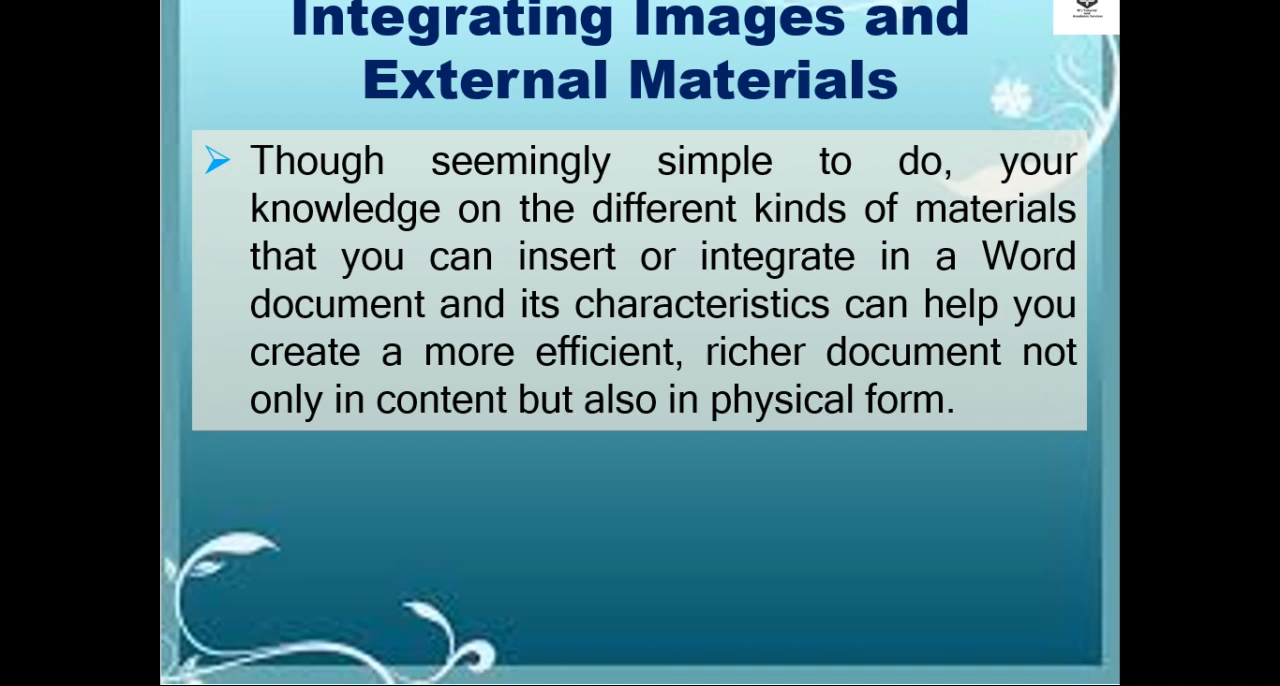 Integrating Images and
External Materials
Though seemingly simple to do, your
knowledge on the different kinds of materials
that you can insert or integrate in a Word
document and its characteristics can help you
create a more efficient, richer document not
only in content but also in physical form.